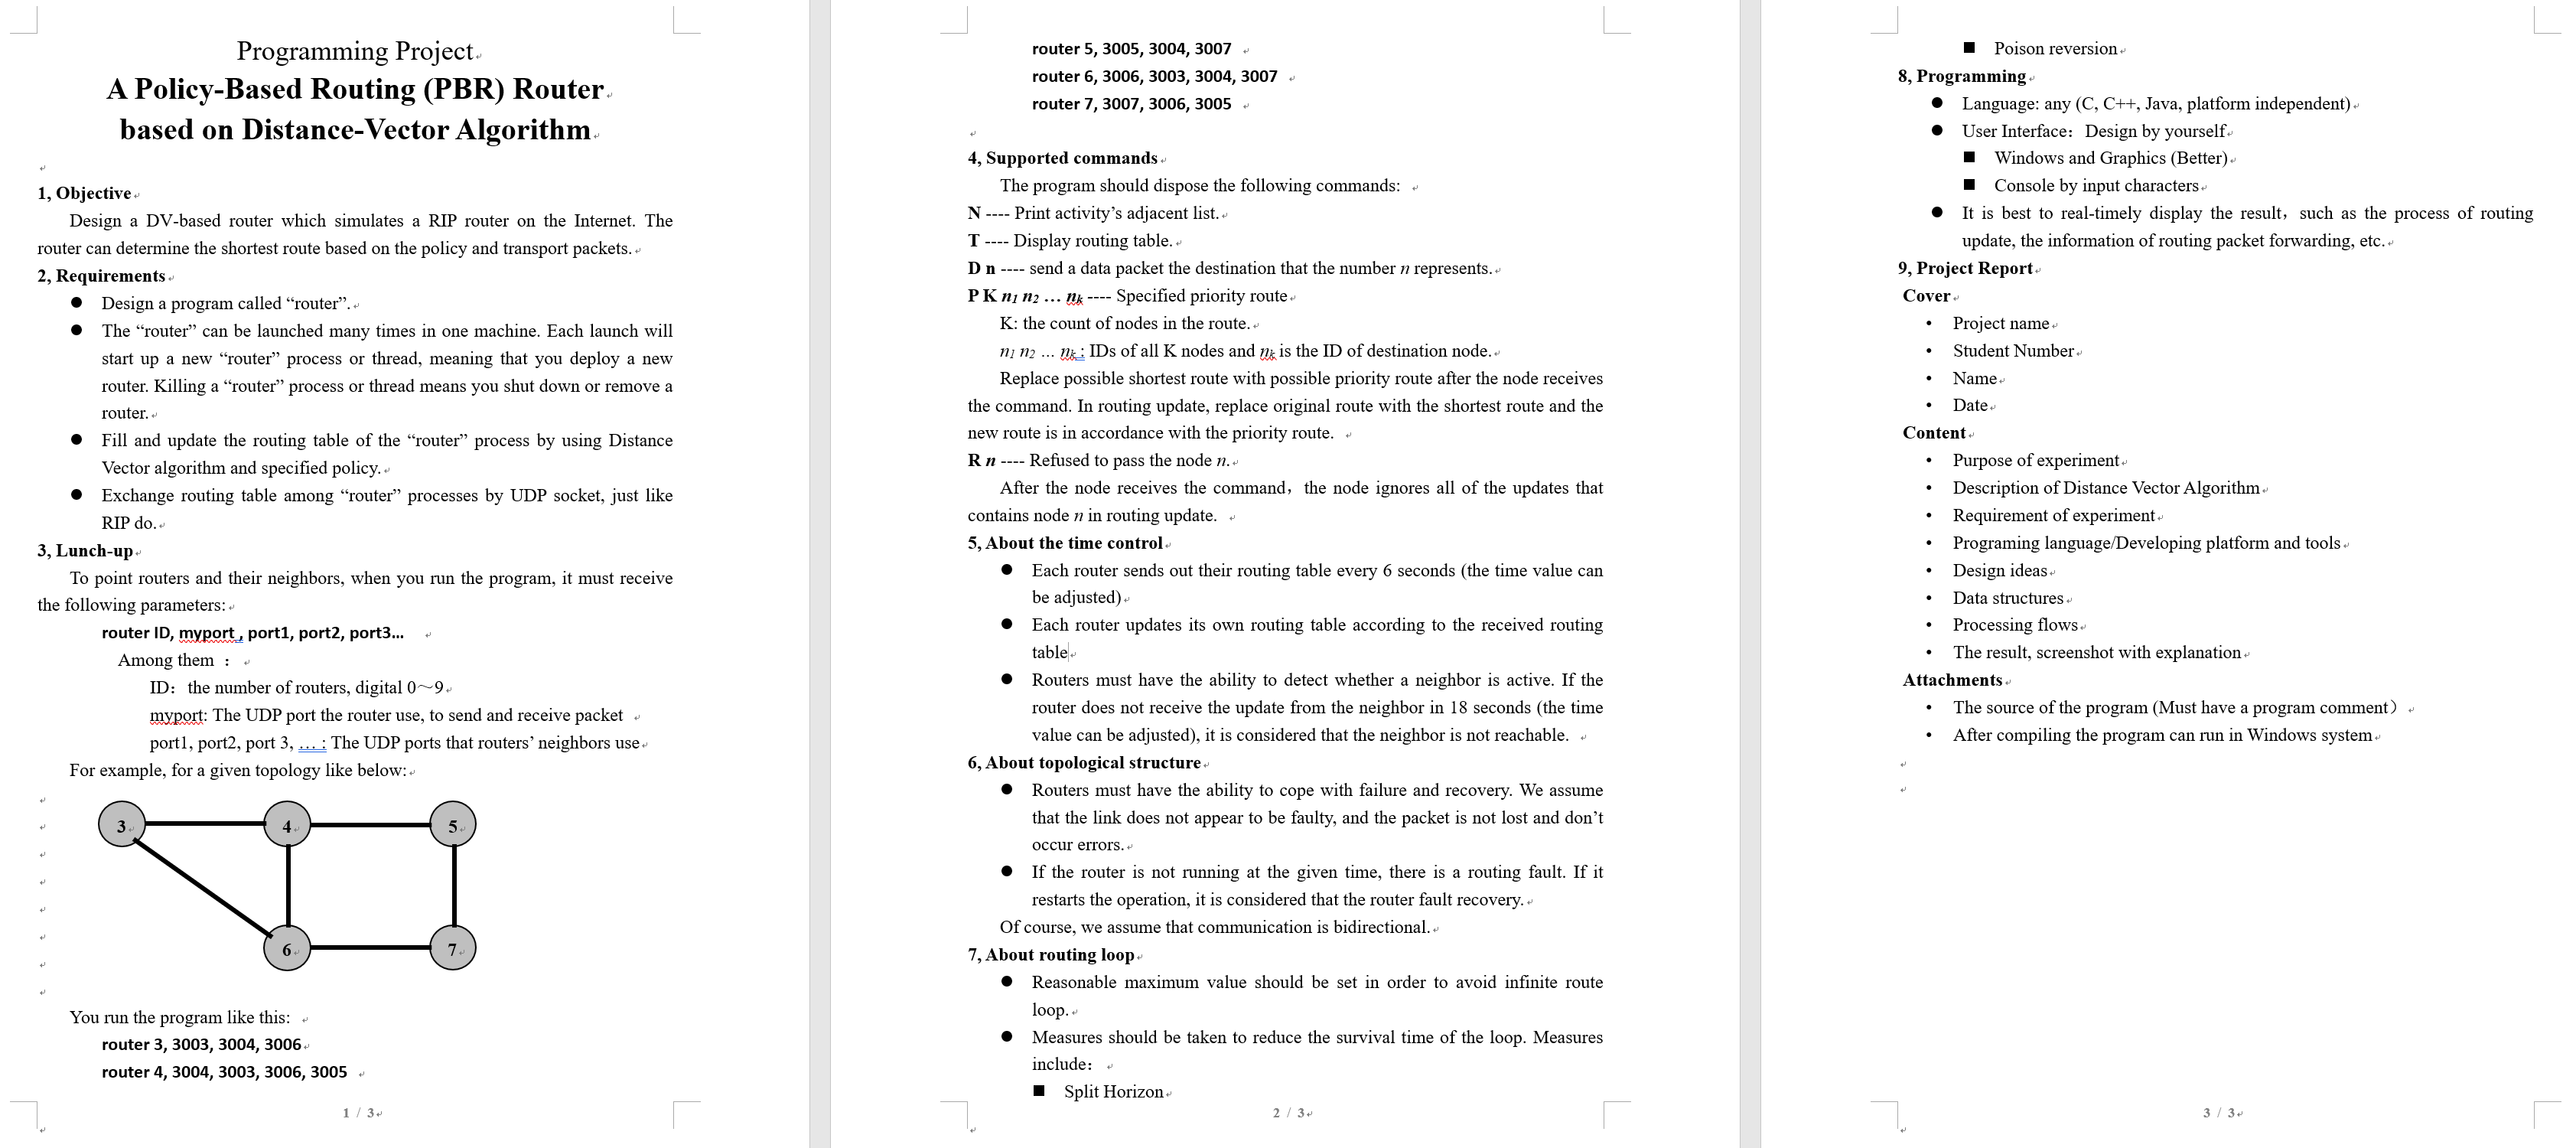 Programming Project
A Policy-Based Routing (PBR) Router
based on Distance-Vector Algorithm
1, Objective
Design a DV-based router which simulates a RIP router on the Internet. The
router can determine the shortest route based on the policy and transport packets.
2, Requirements
● Design a program called “router”.
● The “router” can be launched many times in one machine. Each launch will
start up a new “router” process or thread, meaning that you deploy a new
router. Killing a “router” process or thread means you shut down or remove a
router.
● Fill and update the routing table of the “router” process by using Distance
Vector algorithm and specified policy.
● Exchange routing table among “router” processes by UDP socket, just like
RIP do.
3, Lunch-up
To point routers and their neighbors, when you run the program, it must receive
the following parameters:
router ID, myport , port1, port2, port3...
Among them ：
ID：the number of routers, digital 0～9
myport: The UDP port the router use, to send and receive packet
port1, port2, port 3, … : The UDP ports that routers’ neighbors use
For example, for a given topology like below:
3
4
5
6
7
You run the program like this:
router 3, 3003, 3004, 3006
router 4, 3004, 3003, 3006, 3005
1 / 3
router 5, 3005, 3004, 3007
router 6, 3006, 3003, 3004, 3007
router 7, 3007, 3006, 3005
4, Supported commands
The program should dispose the following commands:
N ---- Print activity’s adjacent list.
T ---- Display routing table.
D n ---- send a data packet the destination that the number n represents.
P K n1 n2 … nk ---- Specified priority route
K: the count of nodes in the route.
n1 n2 … nk : IDs of all K nodes and nk is the ID of destination node.
Replace possible shortest route with possible priority route after the node receives
the command. In routing update, replace original route with the shortest route and the
new route is in accordance with the priority route.
R n ---- Refused to pass the node n.
After the node receives the command，the node ignores all of the updates that
contains node n in routing update.
5, About the time control
● Each router sends out their routing table every 6 seconds (the time value can
be adjusted)
● Each router updates its own routing table according to the received routing
table
● Routers must have the ability to detect whether a neighbor is active. If the
router does not receive the update from the neighbor in 18 seconds (the time
value can be adjusted), it is considered that the neighbor is not reachable.
6, About topological structure
● Routers must have the ability to cope with failure and recovery. We assume
that the link does not appear to be faulty, and the packet is not lost and don’t
occur errors.
● If the router is not running at the given time, there is a routing fault. If it
restarts the operation, it is considered that the router fault recovery.
Of course, we assume that communication is bidirectional.
7, About routing loop
● Reasonable maximum value should be set in order to avoid infinite route
loop.
● Measures should be taken to reduce the survival time of the loop. Measures
include：
■ Split Horizon
2 / 3
■ Poison reversion
8, Programming
● Language: any (C, C++, Java, platform independent)
● User Interface：Design by yourself
■ Windows and Graphics (Better)
■ Console by input characters
● It is best to real-timely display the result，such as the process of routing
update, the information of routing packet forwarding, etc.
9, Project Report
Cover
• Project name
• Student Number
• Name
• Date
Content
• Purpose of experiment
• Description of Distance Vector Algorithm
• Requirement of experiment
• Programing language/Developing platform and tools
• Design ideas
• Data structures
• Processing flows
• The result, screenshot with explanation
Attachments
• The source of the program (Must have a program comment）
• After compiling the program can run in Windows system
3 / 3